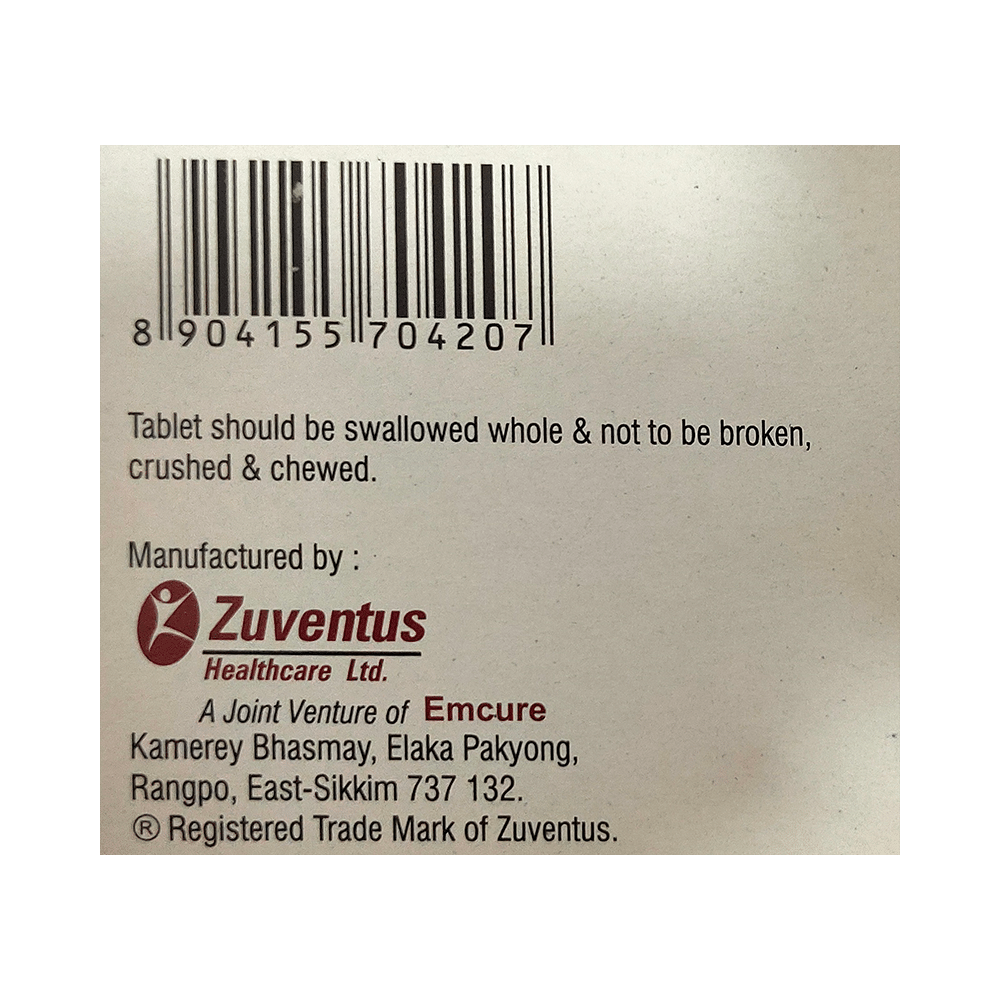 8 904155 704207
Tablet should be swallowed whole & not to be broken,
crushed & chewed.
Manufactured by :
Zuventus
Healthcare Ltd.
A Joint Venture of Emcure
Kamerey Bhasmay, Elaka Pakyong,
Rangpo, East-Sikkim 737 132.
® Registered Trade Mark of Zuventus.